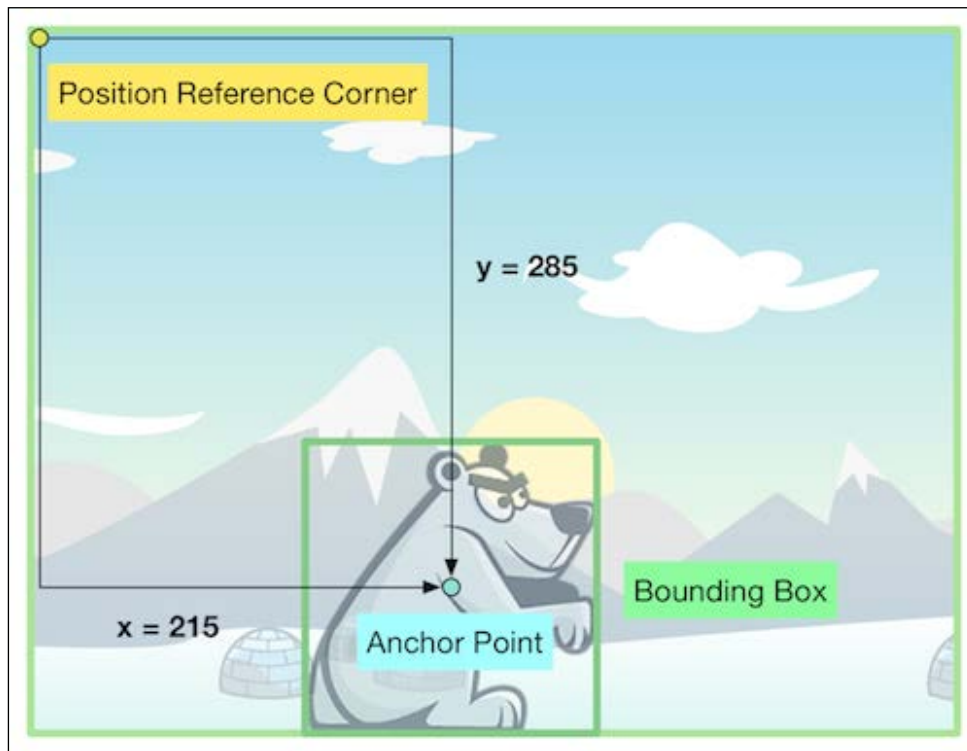 Position Reference Corner
y = 285
Bounding Box
x = 215
Anchor Point